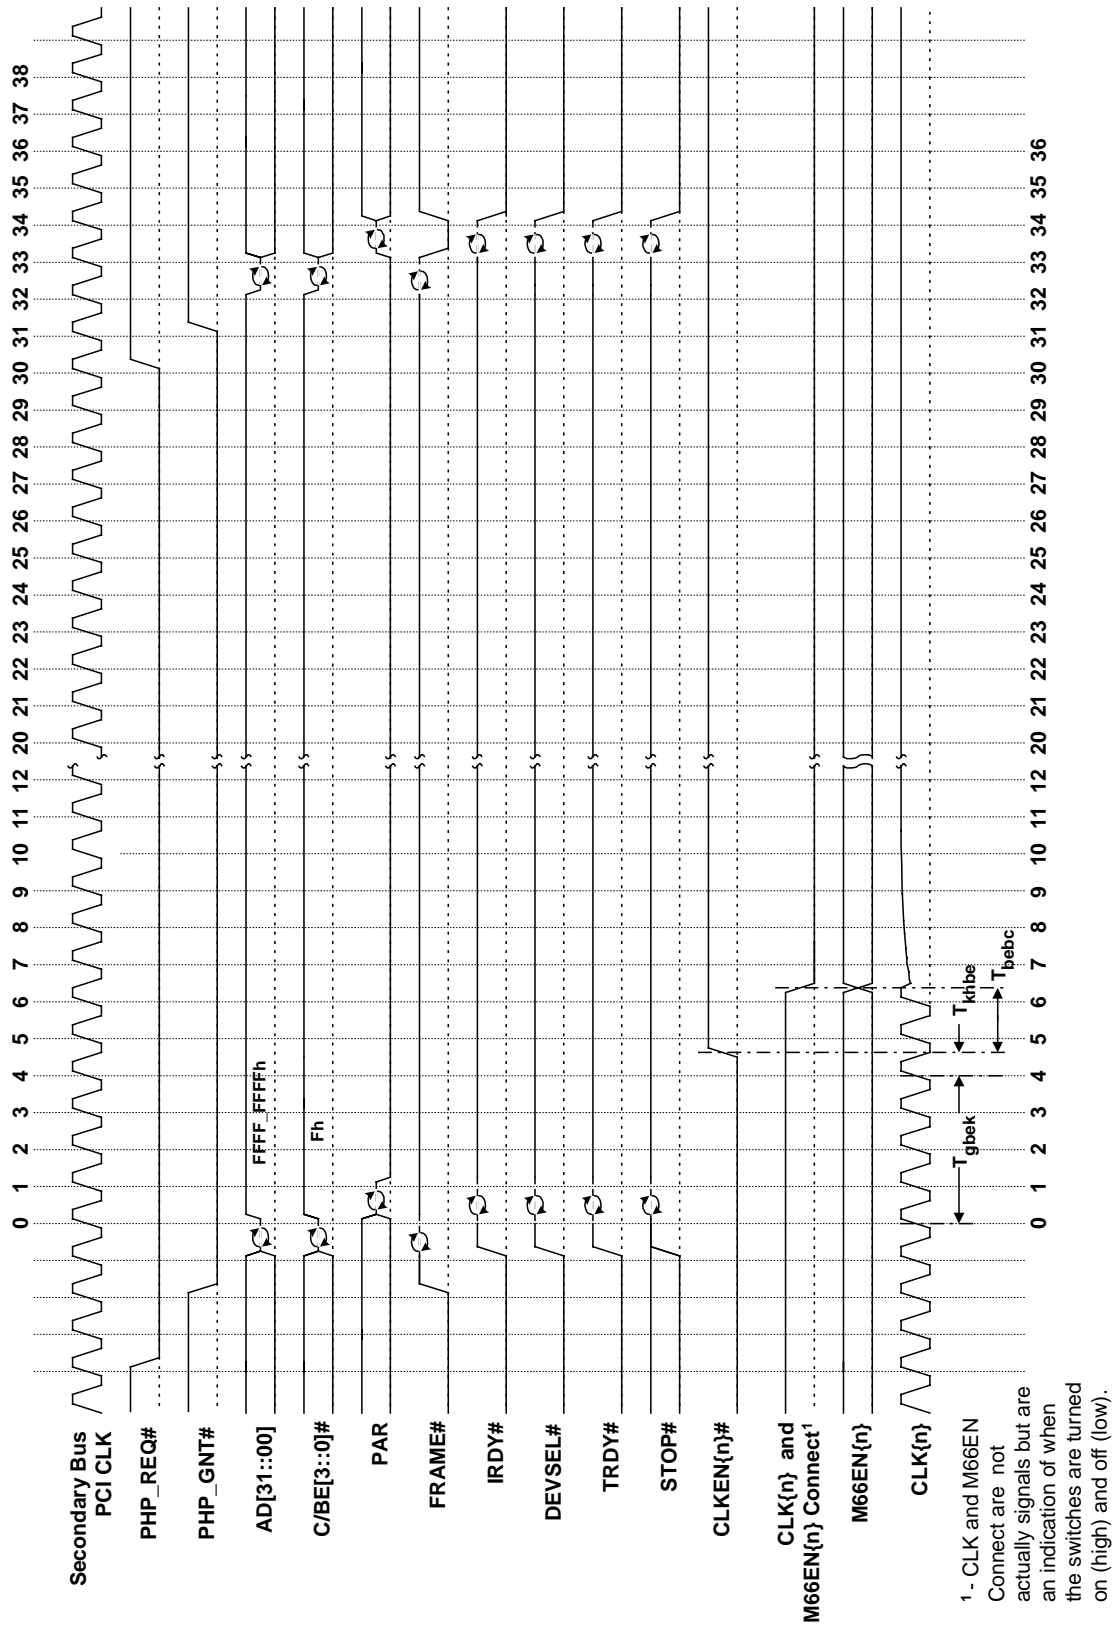 0 1 2 3 4 5 6 7 8 9 10 11 12 20 21 22 23 24 25 26 27 28 29 30 31 32 33 34 35 36 37 38
Secondary Bus
PCI CLK
PHP_REQ#
PHP_GNT#
AD[31::00]
FFFF_FFFFh
C/BE[3::0]#
Fh
PAR
FRAME#
IRDY#
DEVSEL#
TRDY#
STOP#
CLKEN{n}#
CLK{n} and
M66EN{n} Connect¹
M66EN{n}
CLK{n}
Tgbek
Tkhbe
Tbebc
0 1 2 3 4 5 6 7 8 9 10 11 12 20 21 22 23 24 25 26 27 28 29 30 31 32 33 34 35 36
¹ - CLK and M66EN
Connect are not
actually signals but are
an indication of when
the switches are turned
on (high) and off (low).